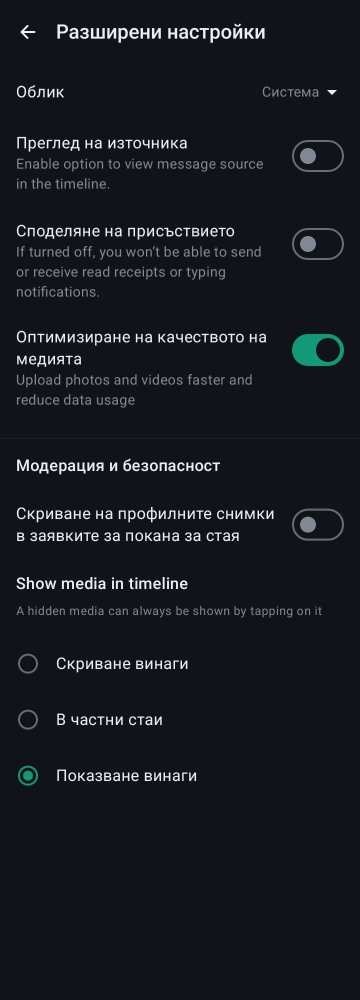 Разширени настройки
Облик
Система
Преглед на източника
Enable option to view message source
in the timeline.
Споделяне на присъствието
If turned off, you won't be able to send
or receive read receipts or typing
notifications.
Оптимизиране на качеството на
медията
Upload photos and videos faster and
reduce data usage
Модерация и безопасност
Скриване на профилните снимки
в заявките за покана за стая
Show media in timeline
A hidden media can always be shown by tapping on it
Скриване винаги
В частни стаи
Показване винаги